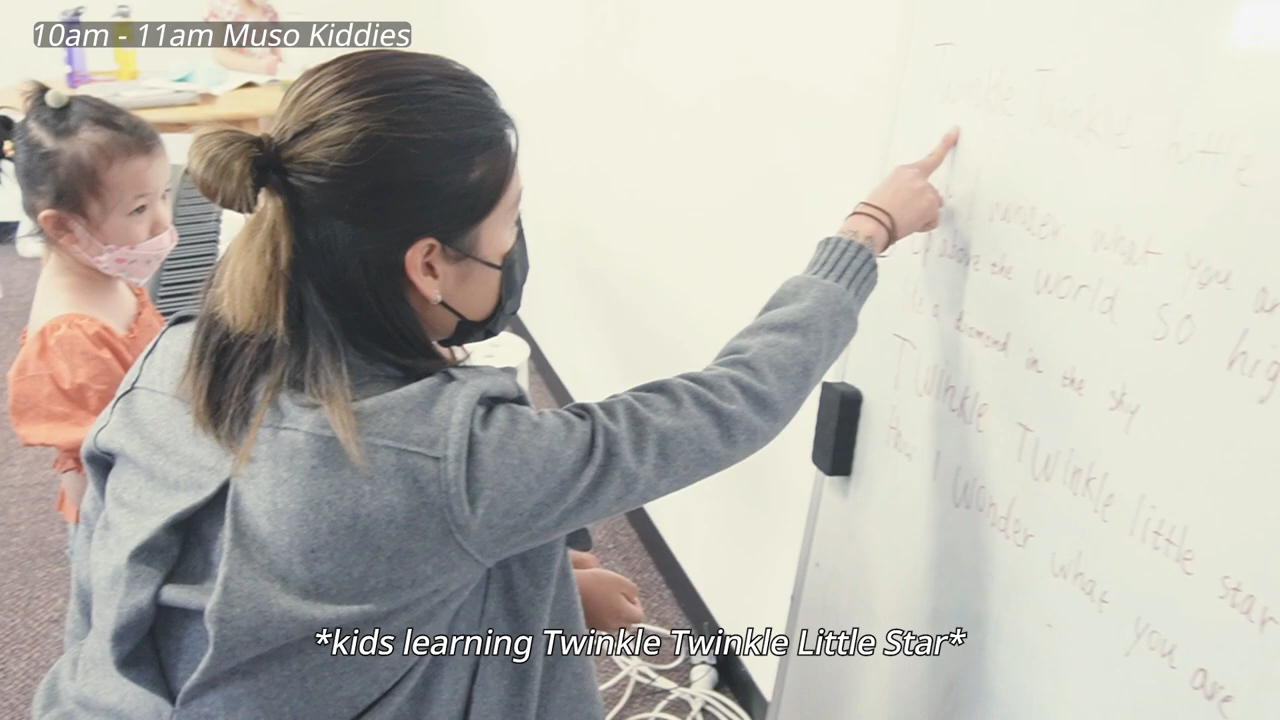 10am - 11am Muso Kiddies
Twinkle Twinkle little
I wonder what you a
Up above the world so hig
like a diamond in the sky
Twinkle Twinkle little star
How I wonder what you are
*kids learning Twinkle Twinkle Little Star*